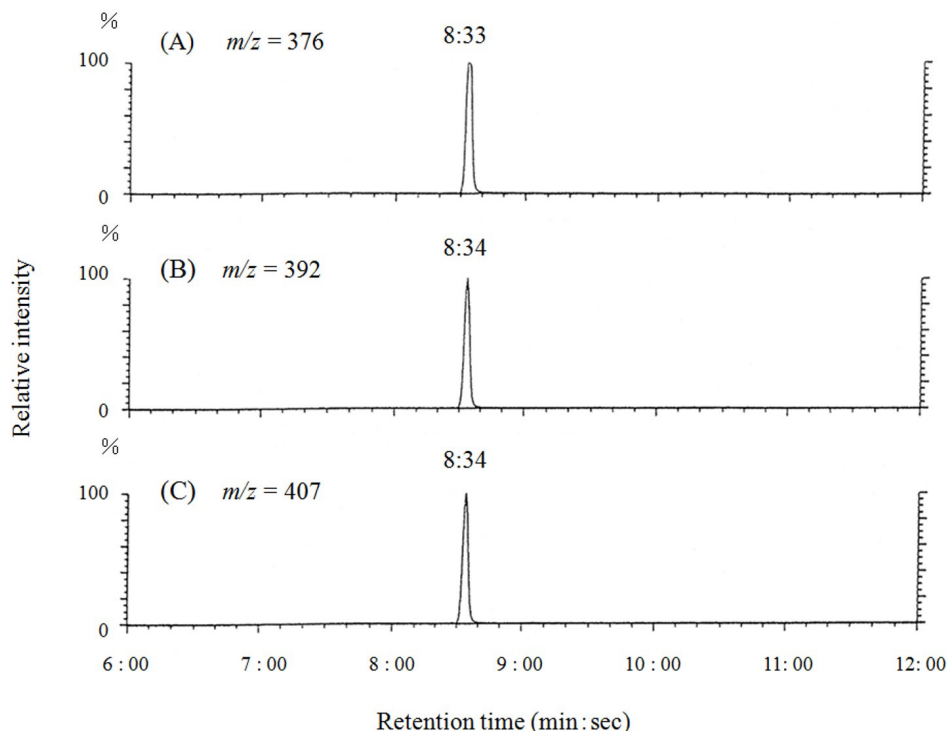 %
(A) m/z = 376
8:33
100
0
%
(B) m/z = 392
8:34
100
0
Relative intensity
%
(C) m/z = 407
8:34
100
0
6 : 00 7 : 00 8 : 00 9 : 00 10 : 00 11: 00 12: 00
Retention time (min : sec)